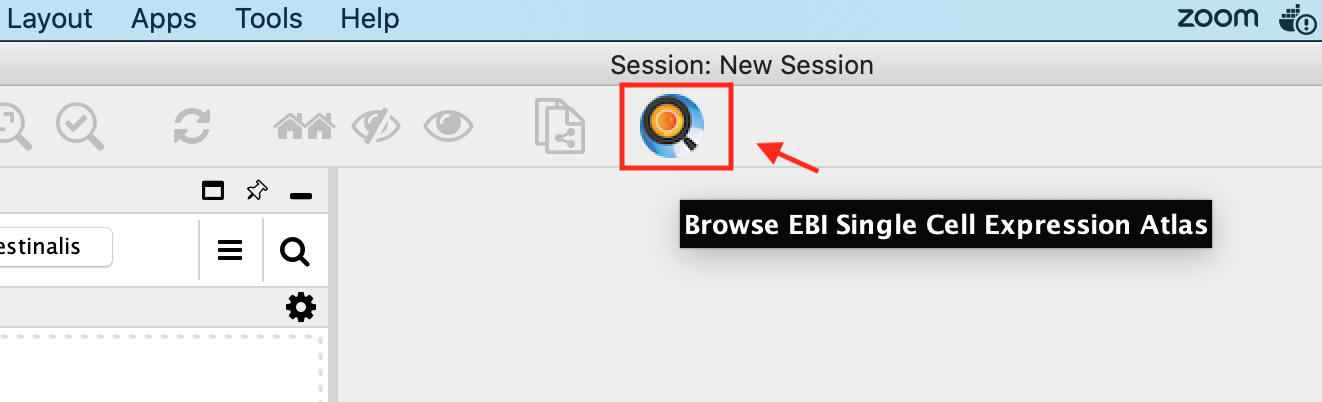 Layout Apps Tools Help zoom
Session: New Session
Browse EBI Single Cell Expression Atlas
estinalis